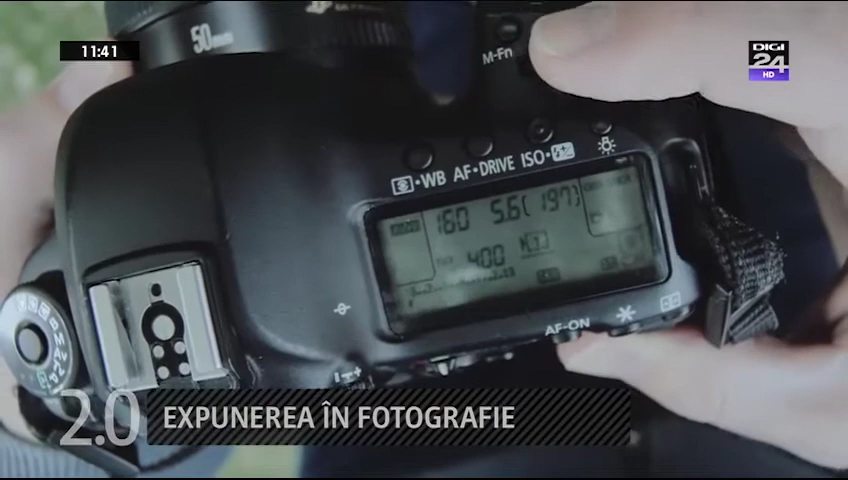 11:41
DIGI
24
HD
50mm
M-Fn
WB AF•DRIVE ISO•
160 5.6 [197]
400
AF-ON
2.0 EXPUNEREA ÎN FOTOGRAFIE